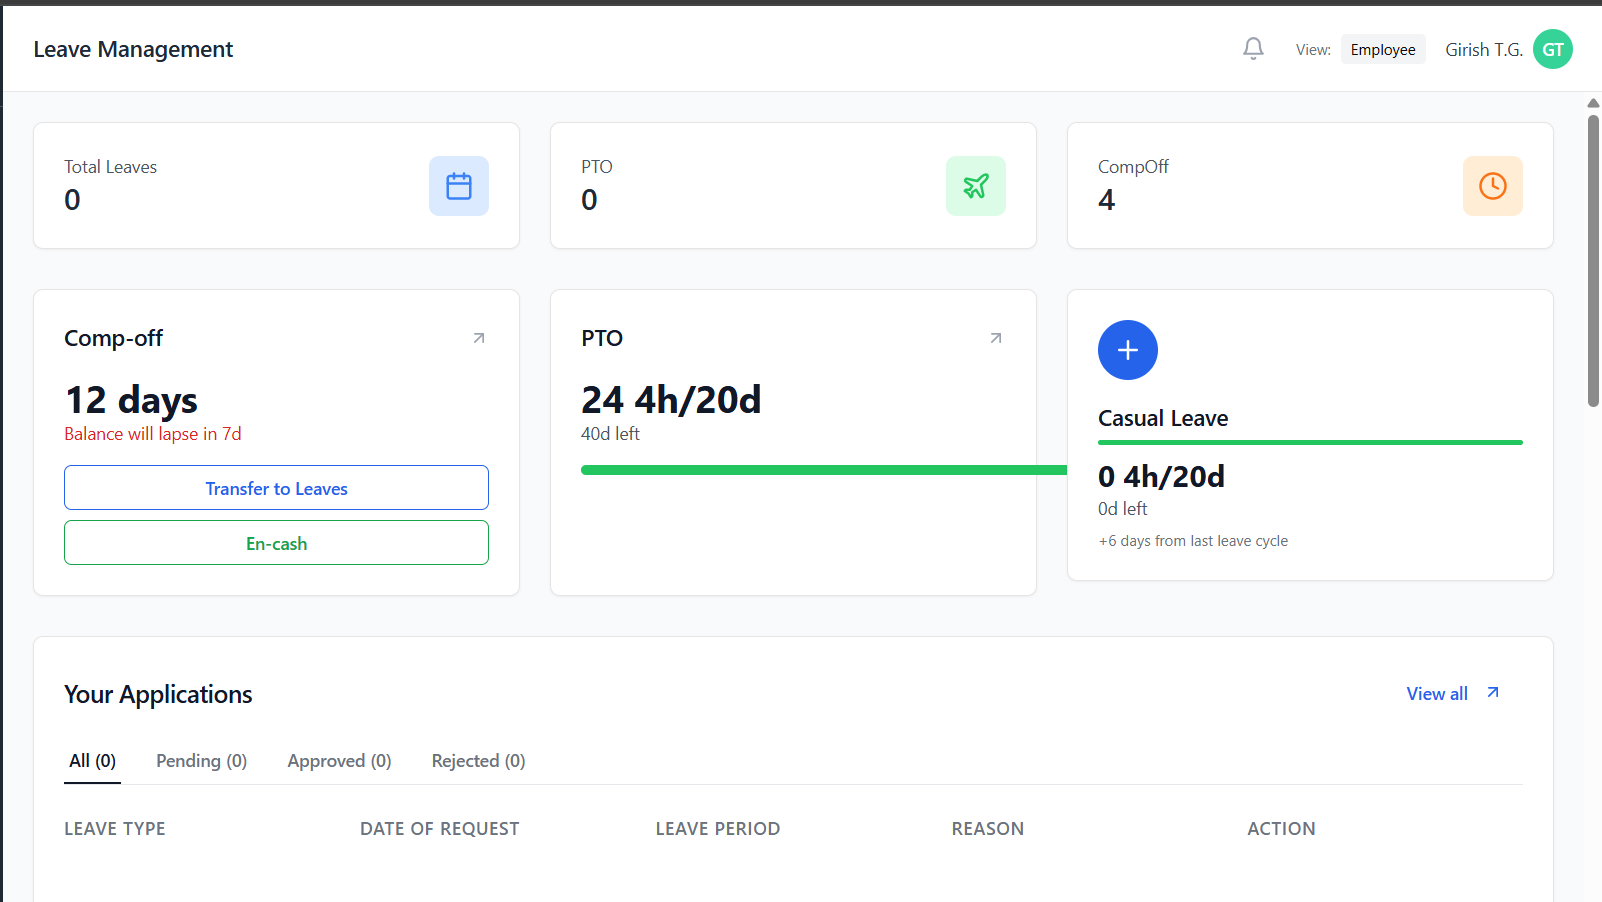 Leave Management
View: Employee Girish T.G. GT
Total Leaves
0
PTO
0
CompOff
4
Comp-off
12 days
Balance will lapse in 7d
Transfer to Leaves
En-cash
PTO
24 4h/20d
40d left
Casual Leave
0 4h/20d
0d left
+6 days from last leave cycle
Your Applications
View all
All (0) Pending (0) Approved (0) Rejected (0)
LEAVE TYPE DATE OF REQUEST LEAVE PERIOD REASON ACTION